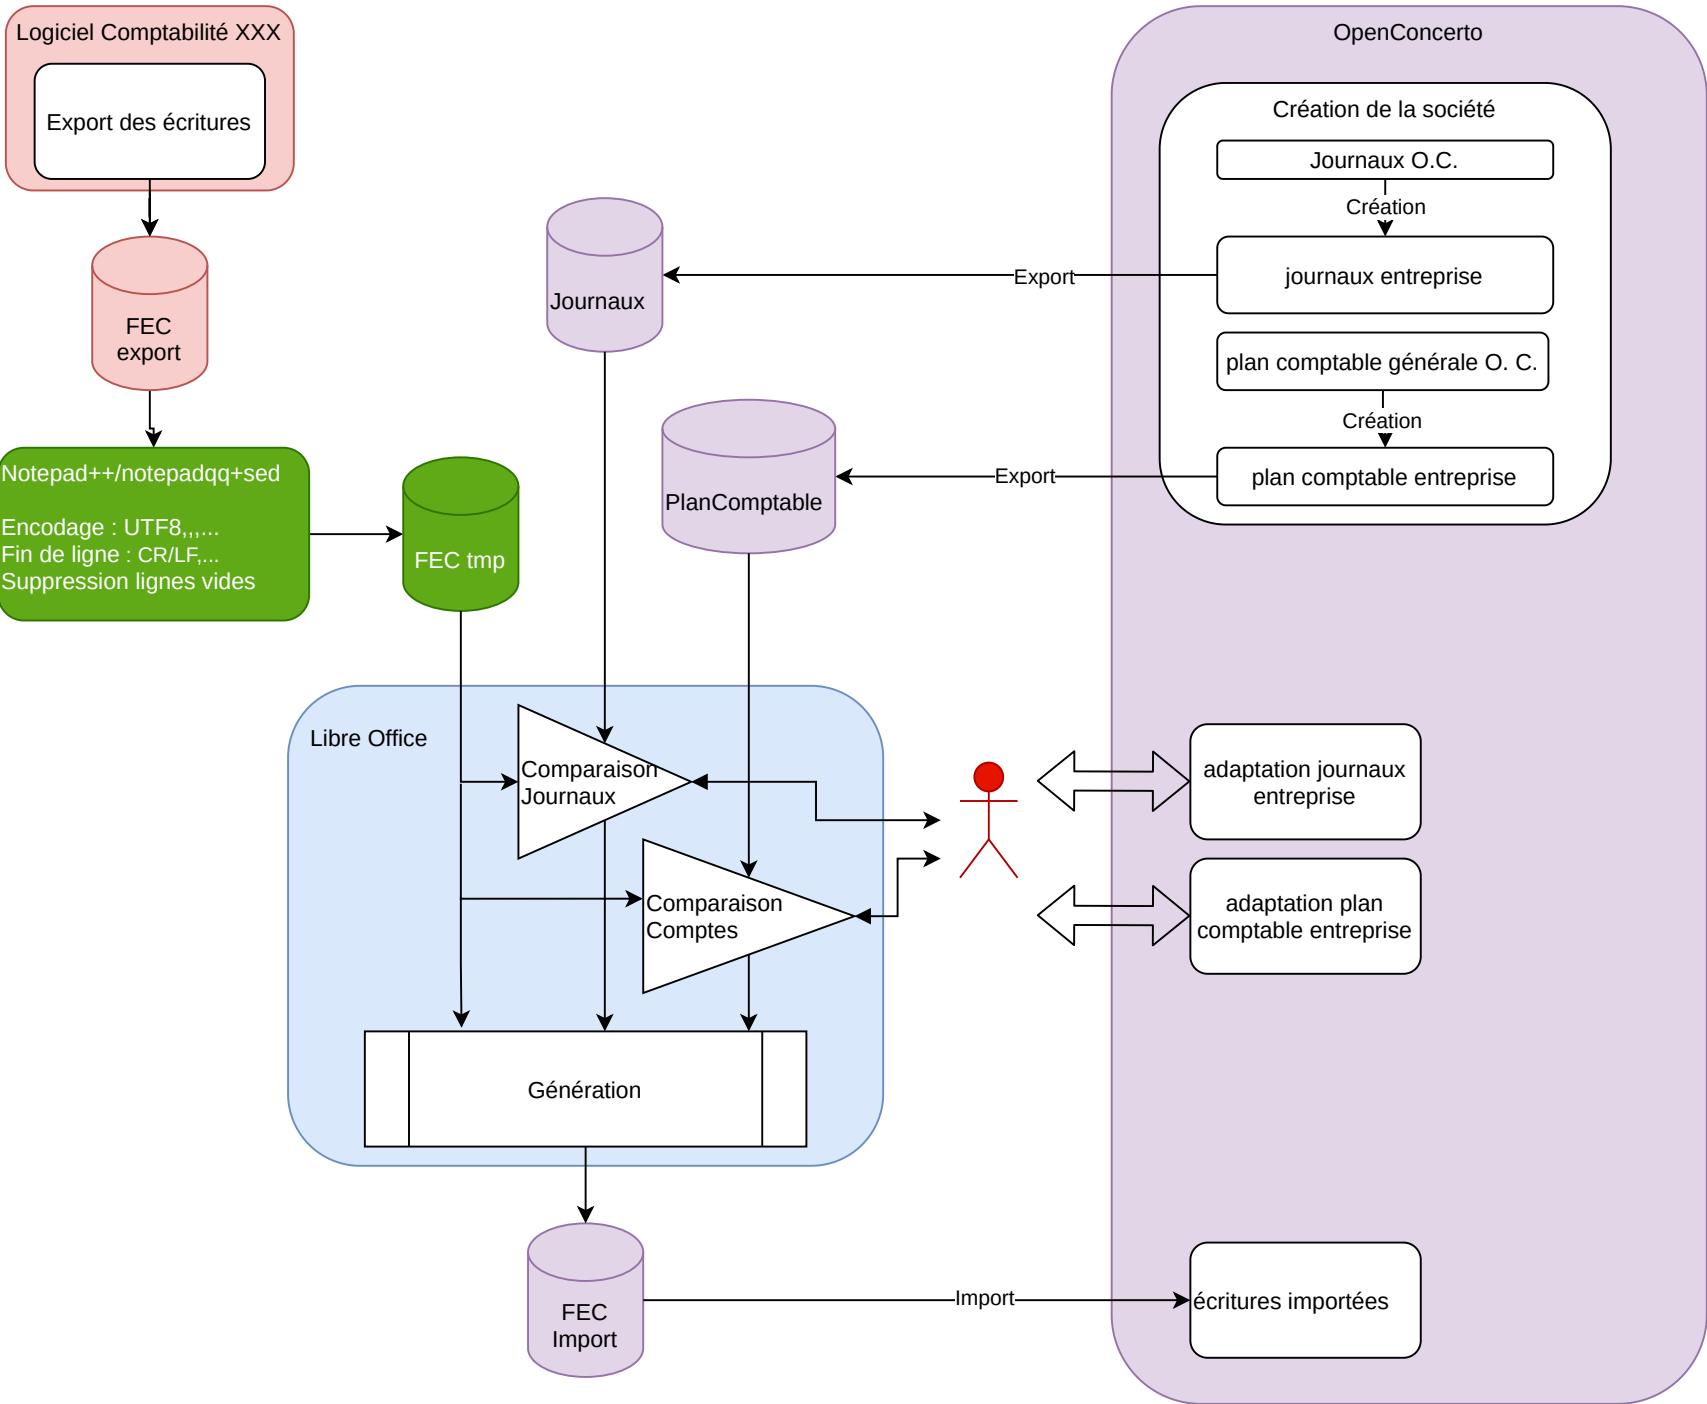 Logiciel Comptabilité XXX
Export des écritures
FEC
export
Notepad++/notepadqq+sed
Encodage : UTF8,,,...
Fin de ligne : CR/LF,...
Suppression lignes vides
FEC tmp
Journaux
PlanComptable
Export
Export
OpenConcerto
Création de la société
Journaux O.C.
Création
journaux entreprise
plan comptable générale O. C.
Création
plan comptable entreprise
Libre Office
Comparaison
Journaux
Comparaison
Comptes
Génération
adaptation journaux
entreprise
adaptation plan
comptable entreprise
FEC
Import
Import
écritures importées